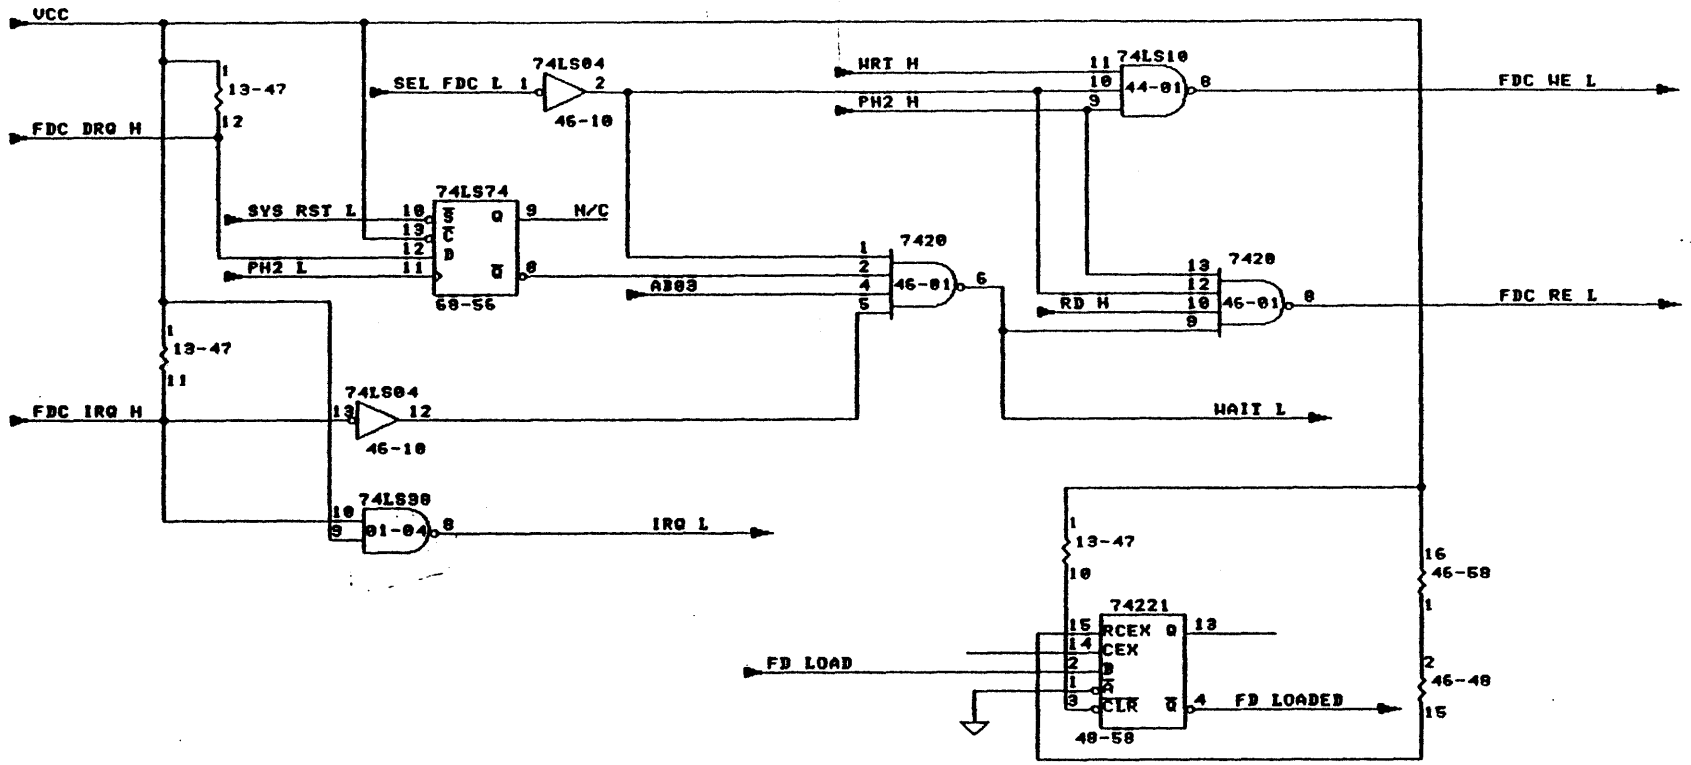 VCC
74LS04
74LS10
WRT H
11
FDC WE L
1
13-47
SEL FDC L
1
2
10
44-01
8
PH2 H
9
12
46-10
FDC DRQ H
74LS74
SYS RST L
10
S
Q
9
N/C
13
C
12
D
PH2 L
11
Q
8
68-56
7420
1
2
AB03
4
46-01
6
5
7420
13
12
RD H
10
46-01
8
9
FDC RE L
1
13-47
11
74LS04
FDC IRQ H
13
12
46-10
WAIT L
74LS38
10
01-04
8
9
IRQ L
1
13-47
10
16
46-58
1
74221
15
RCEX
Q
13
14
CEX
FD LOAD
2
B
1
A
3
CLR
Q
4
FD LOADED
48-58
2
46-48
15